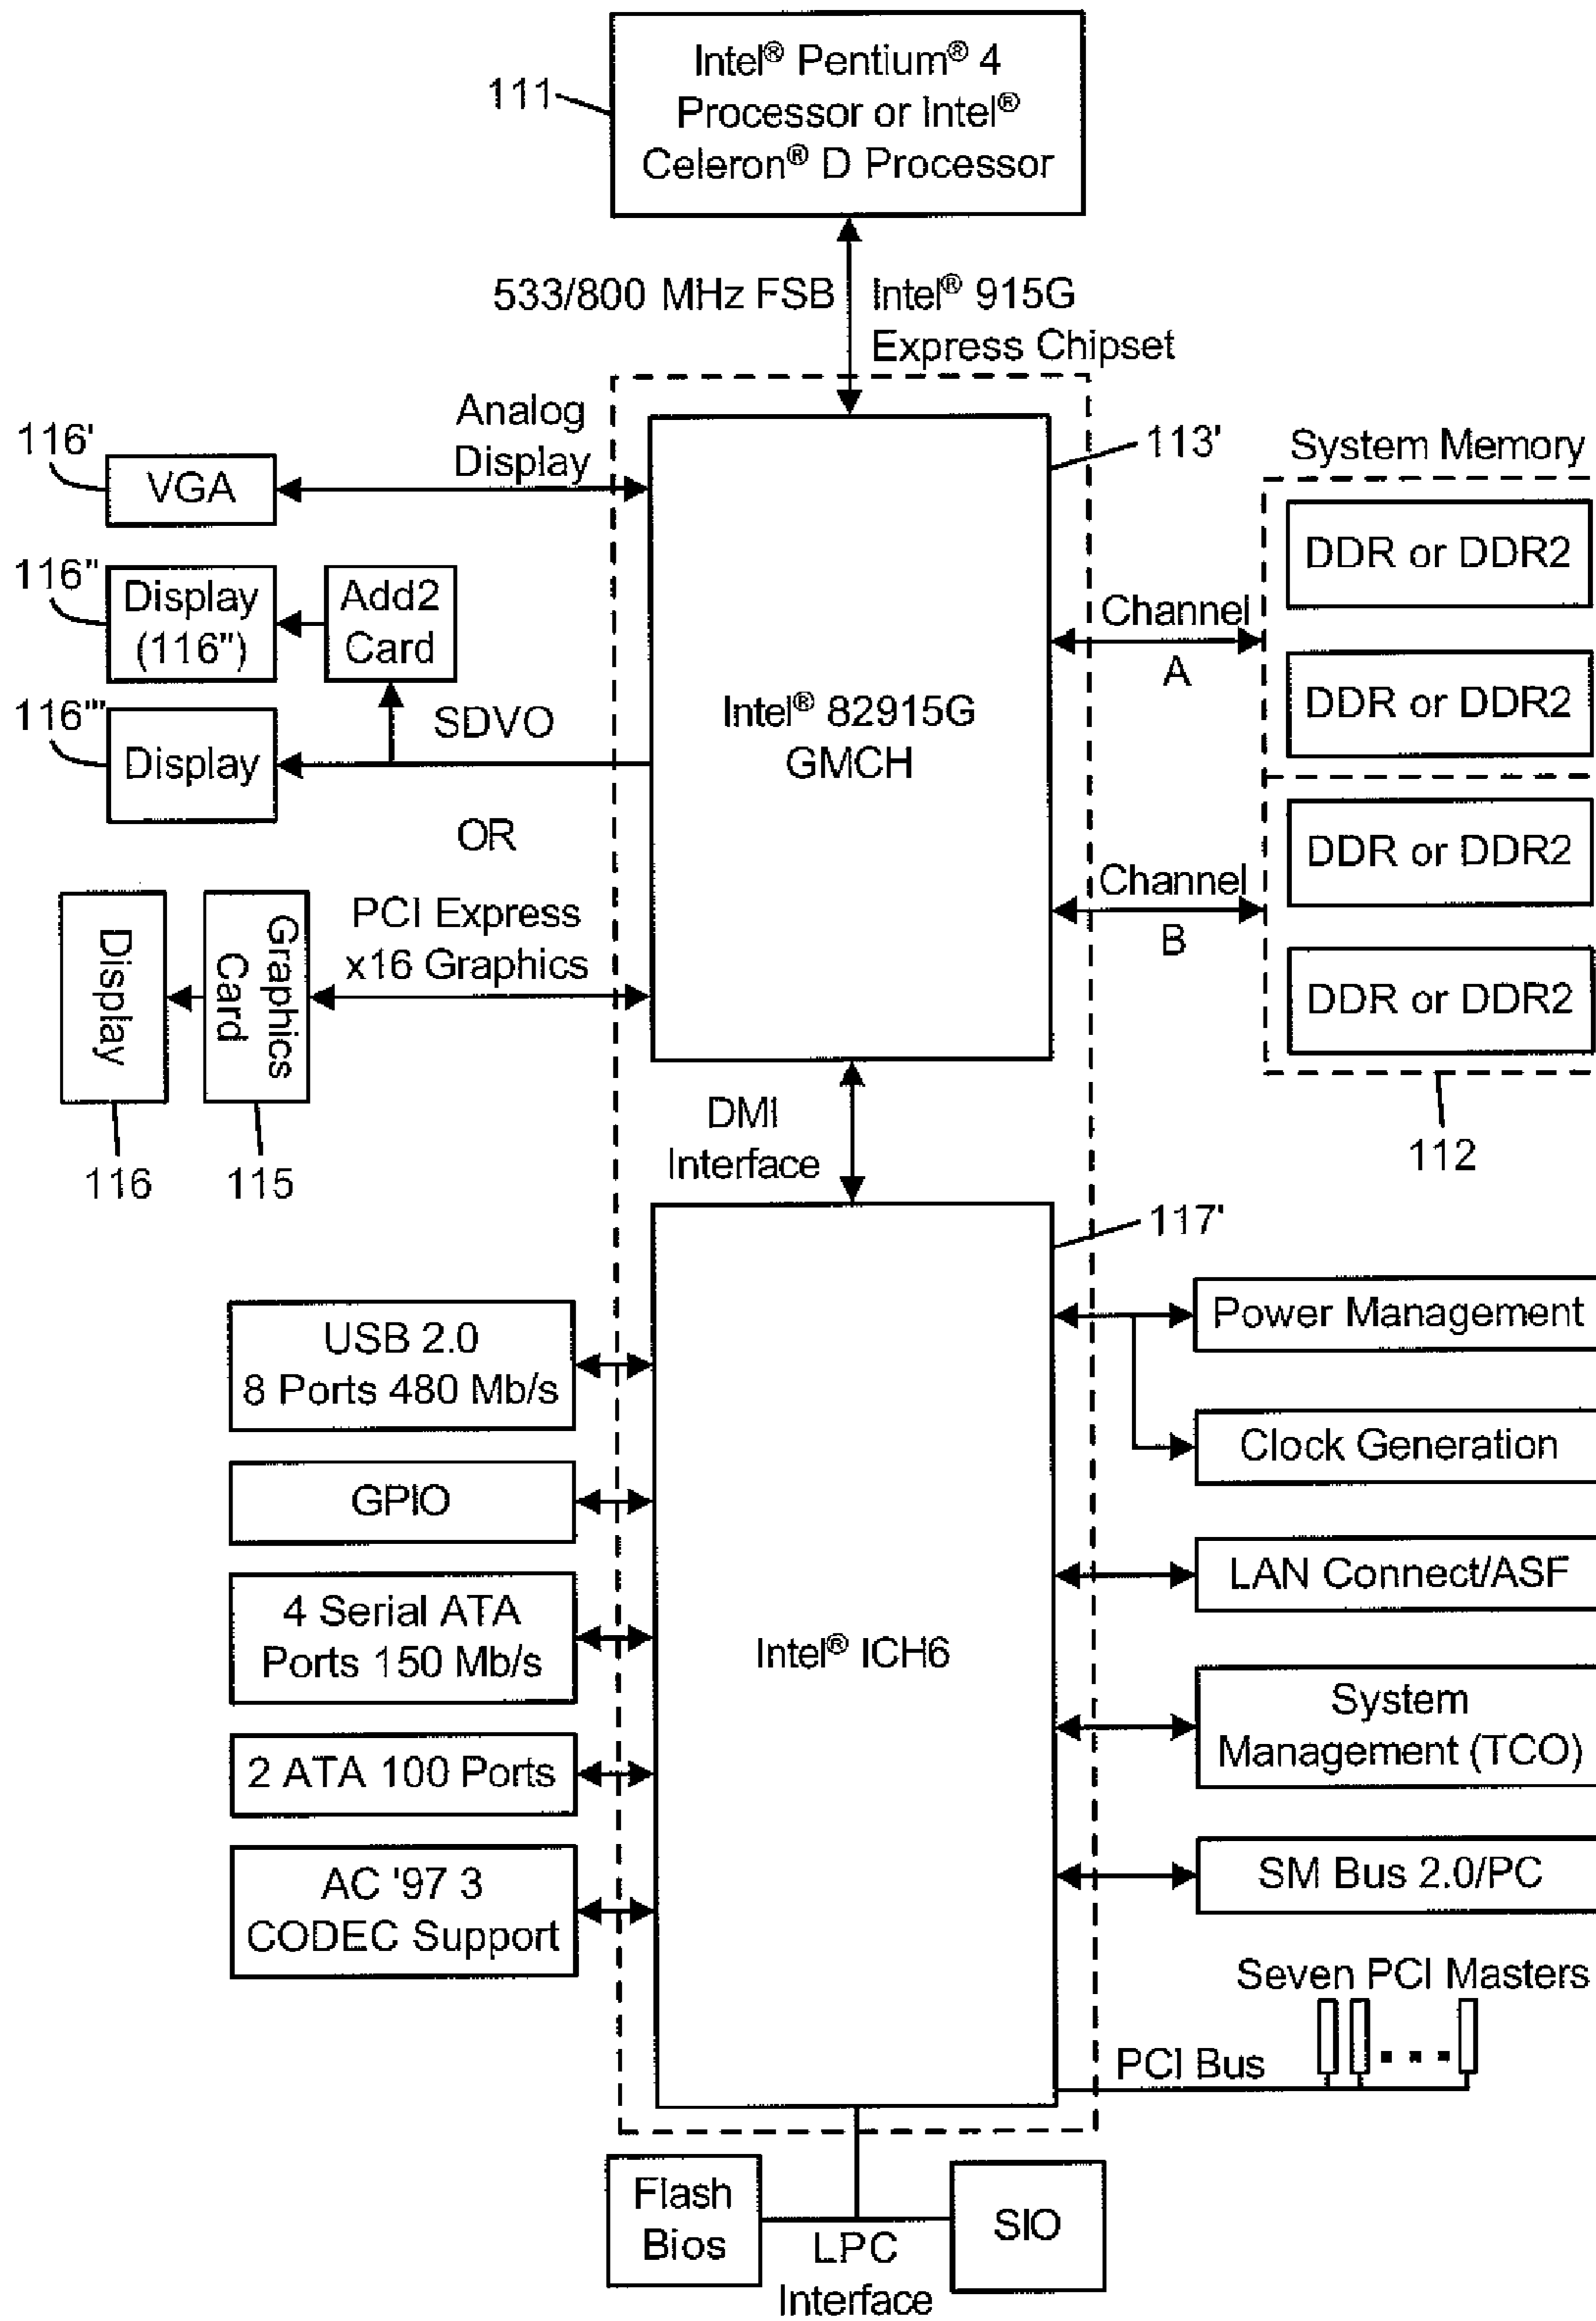 Intel® Pentium® 4
Processor or Intel®
Celeron® D Processor
111
533/800 MHz FSB
Intel® 915G
Express Chipset
Analog
Display
116'
VGA
113'
System Memory
DDR or DDR2
DDR or DDR2
DDR or DDR2
DDR or DDR2
112
116"
Display
(116")
Add2
Card
116'"
Display
SDVO
Intel® 82915G
GMCH
Channel
A
Channel
B
OR
PCI Express
x16 Graphics
Graphics
Card
Display
116
115
DMI
Interface
117'
USB 2.0
8 Ports 480 Mb/s
GPIO
4 Serial ATA
Ports 150 Mb/s
2 ATA 100 Ports
AC '97 3
CODEC Support
Intel® ICH6
Power Management
Clock Generation
LAN Connect/ASF
System
Management (TCO)
SM Bus 2.0/PC
Seven PCI Masters
PCI Bus
Flash
Bios
LPC
Interface
SIO